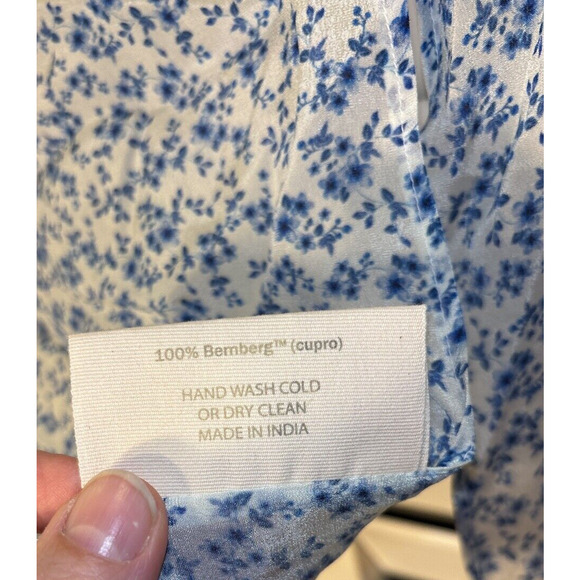 100% Bemberg™ (cupro)
HAND WASH COLD
OR DRY CLEAN
MADE IN INDIA